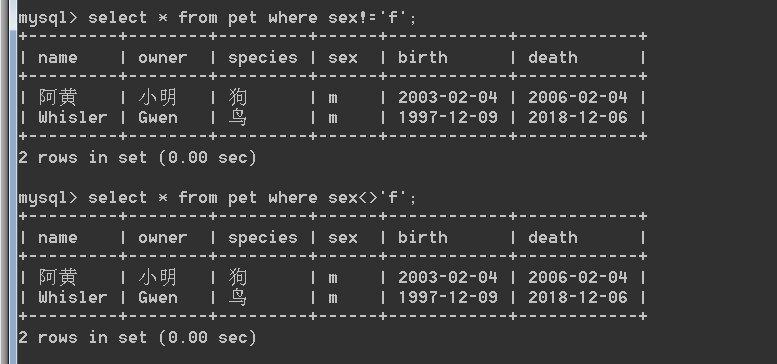 mysql> select * from pet where sex!='f';
+---------+-------+---------+------+------------+------------+
| name | owner | species | sex | birth | death |
+---------+-------+---------+------+------------+------------+
| 阿黄 | 小明 | 狗 | m | 2003-02-04 | 2006-02-04 |
| Whisler | Gwen | 鸟 | m | 1997-12-09 | 2018-12-06 |
+---------+-------+---------+------+------------+------------+
2 rows in set (0.00 sec)
mysql> select * from pet where sex<>'f';
+---------+-------+---------+------+------------+------------+
| name | owner | species | sex | birth | death |
+---------+-------+---------+------+------------+------------+
| 阿黄 | 小明 | 狗 | m | 2003-02-04 | 2006-02-04 |
| Whisler | Gwen | 鸟 | m | 1997-12-09 | 2018-12-06 |
+---------+-------+---------+------+------------+------------+
2 rows in set (0.00 sec)